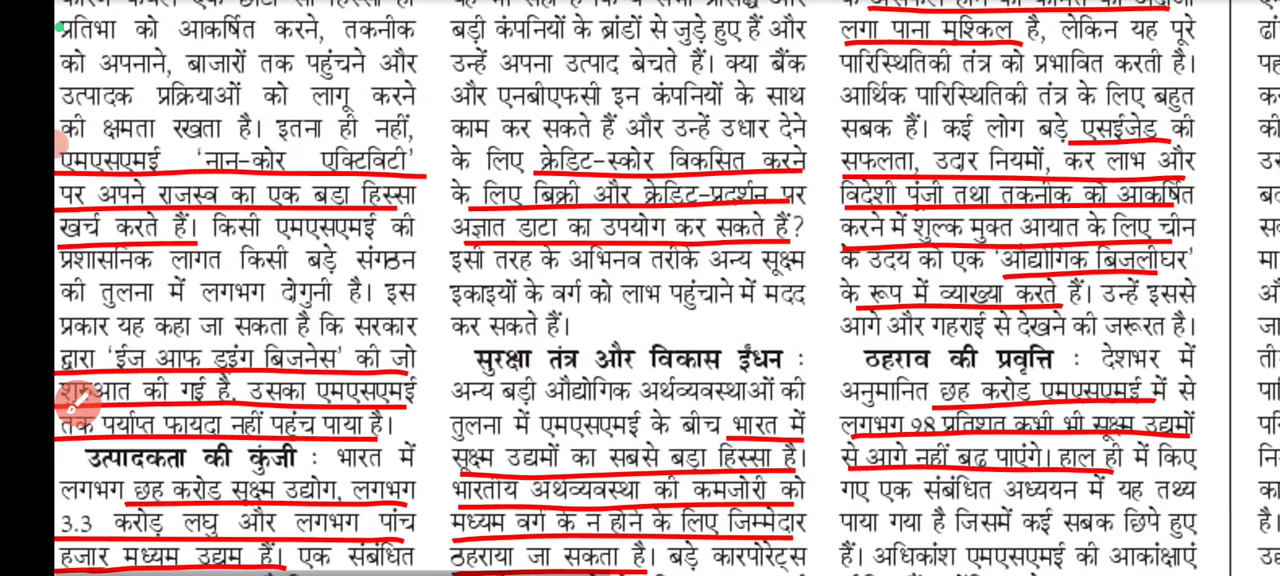 प्रतिभा को आकर्षित करने, तकनीक
को अपनाने, बाजारों तक पहुंचने और
उत्पादक प्रक्रियाओं को लागू करने
की क्षमता रखता है। इतना ही नहीं,
एमएसएमई 'नान-कोर एक्टिविटी'
पर अपने राजस्व का एक बड़ा हिस्सा
खर्च करते हैं। किसी एमएसएमई की
प्रशासनिक लागत किसी बड़े संगठन
की तुलना में लगभग दोगुनी है। इस
प्रकार यह कहा जा सकता है कि सरकार
द्वारा 'ईज आफ डूइंग बिजनेस' की जो
शुरुआत की गई है, उसका एमएसएमई
तक पर्याप्त फायदा नहीं पहुंच पाया है।
उत्पादकता की कुंजी : भारत में
लगभग छह करोड़ सूक्ष्म उद्योग, लगभग
3.3 करोड़ लघु और लगभग पांच
हजार मध्यम उद्यम हैं। एक संबंधित
बड़ी कंपनियों के ब्रांडों से जुड़े हुए हैं और
उन्हें अपना उत्पाद बेचते हैं। क्या बैंक
और एनबीएफसी इन कंपनियों के साथ
काम कर सकते हैं और उन्हें उधार देने
के लिए क्रेडिट-स्कोर विकसित करने
के लिए बिक्री और क्रेडिट-प्रदर्शन पर
अज्ञात डाटा का उपयोग कर सकते हैं?
इसी तरह के अभिनव तरीके अन्य सूक्ष्म
इकाइयों के वर्ग को लाभ पहुंचाने में मदद
कर सकते हैं।
सुरक्षा तंत्र और विकास ईंधन :
अन्य बड़ी औद्योगिक अर्थव्यवस्थाओं की
तुलना में एमएसएमई के बीच भारत में
सूक्ष्म उद्यमों का सबसे बड़ा हिस्सा है।
भारतीय अर्थव्यवस्था की कमजोरी को
मध्यम वर्ग के न होने के लिए जिम्मेदार
ठहराया जा सकता है। बड़े कारपोरेट्स
लगा पाना मुश्किल है, लेकिन यह पूरे
पारिस्थितिकी तंत्र को प्रभावित करती है।
आर्थिक पारिस्थितिकी तंत्र के लिए बहुत
सबक हैं। कई लोग बड़े एसईजेड की
सफलता, उदार नियमों, कर लाभ और
विदेशी पूंजी तथा तकनीक को आकर्षित
करने में शुल्क मुक्त आयात के लिए चीन
के उदय को एक 'औद्योगिक बिजलीघर'
के रूप में व्याख्या करते हैं। उन्हें इससे
आगे और गहराई से देखने की जरूरत है।
ठहराव की प्रवृत्ति : देशभर में
अनुमानित छह करोड़ एमएसएमई में से
लगभग 98 प्रतिशत कभी भी सूक्ष्म उद्यमों
से आगे नहीं बढ़ पाएंगे। हाल ही में किए
गए एक संबंधित अध्ययन में यह तथ्य
पाया गया है जिसमें कई सबक छिपे हुए
हैं। अधिकांश एमएसएमई की आकांक्षाएं